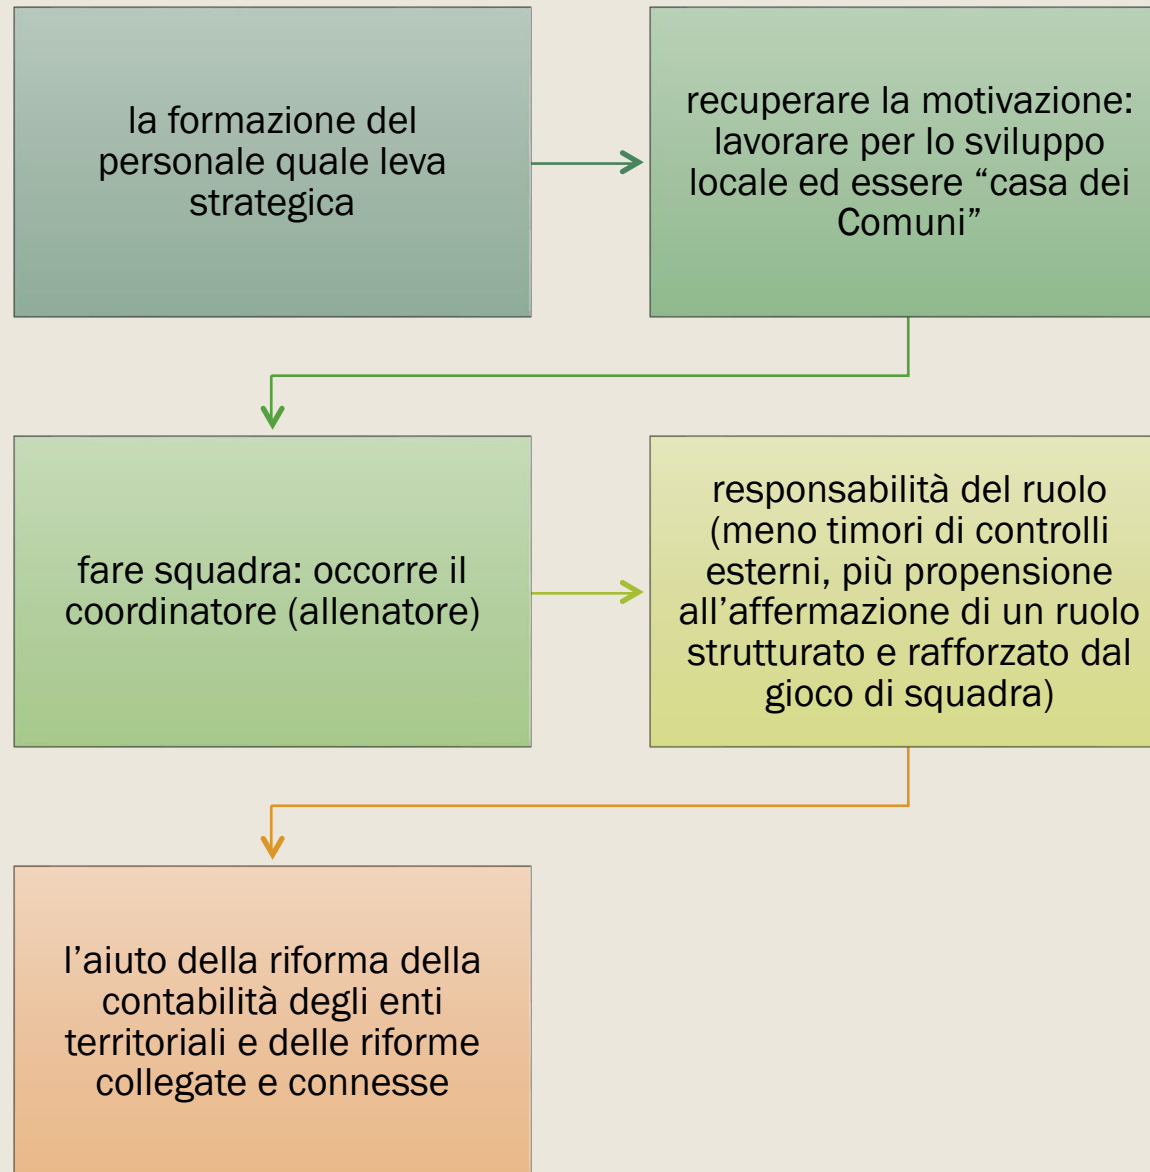 la formazione del
personale quale leva
strategica
recuperare la motivazione:
lavorare per lo sviluppo
locale ed essere “casa dei
Comuni”
fare squadra: occorre il
coordinatore (allenatore)
responsabilità del ruolo
(meno timori di controlli
esterni, più propensione
all’affermazione di un ruolo
strutturato e rafforzato dal
gioco di squadra)
l’aiuto della riforma della
contabilità degli enti
territoriali e delle riforme
collegate e connesse